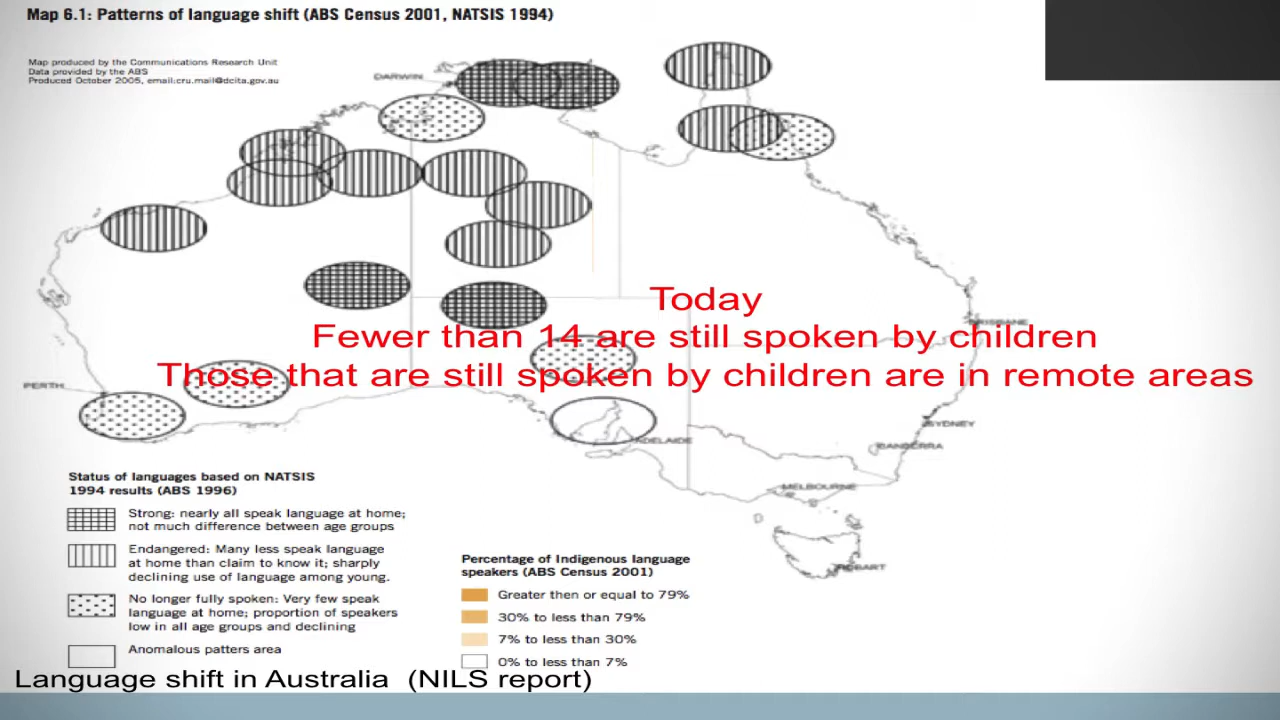 Map 6.1: Patterns of language shift (ABS Census 2001, NATSIS 1994)
Map produced by the Communications Research Unit
Data provided by the ABS
Produced October 2005, email:cru.mail@dcita.gov.au
DARWIN
Today
BRISBANE
Fewer than 14 are still spoken by children
Those that are still spoken by children are in remote areas
PERTH
SYDNEY
ADELAIDE
CANBERRA
MELBOURNE
HOBART
Status of languages based on NATSIS
1994 results (ABS 1996)
Strong: nearly all speak language at home;
not much difference between age groups
Endangered: Many less speak language
at home than claim to know it; sharply
declining use of language among young.
No longer fully spoken: Very few speak
language at home; proportion of speakers
low in all age groups and declining
Anomalous patters area
Percentage of Indigenous language
speakers (ABS Census 2001)
Greater then or equal to 79%
30% to less than 79%
7% to less than 30%
0% to less than 7%
Language shift in Australia (NILS report)